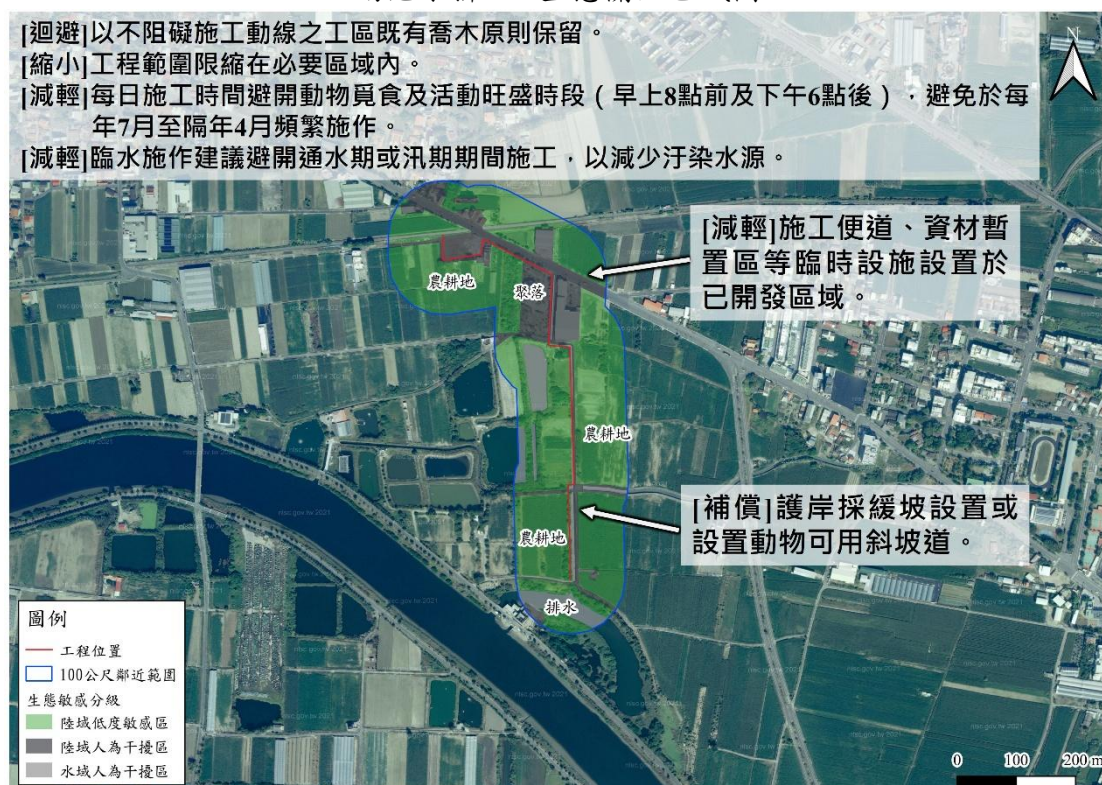 [迴避]以不阻礙施工動線之工區既有喬木原則保留。
[縮小]工程範圍限縮在必要區域內。
[減輕]每日施工時間避開動物覓食及活動旺盛時段（早上8點前及下午6點後），避免於每
年7月至隔年4月頻繁施作。
[減輕]臨水施作建議避開通水期或汛期期間施工，以減少汙染水源。
N
[減輕]施工便道、資材暫
置區等臨時設施設置於
已開發區域。
農耕地
聚落
農耕地
[補償]護岸採緩坡設置或
設置動物可用斜坡道。
農耕地
排水
圖例
工程位置
100公尺鄰近範圍
生態敏感分級
陸域低度敏感區
陸域人為干擾區
水域人為干擾區
0 100 200 m